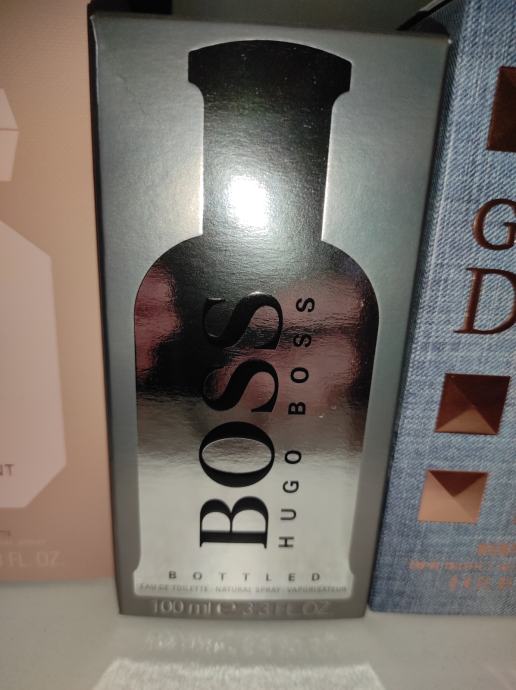 BOSS
HUGO BOSS
BOTTLED
EAU DE TOILETTE · NATURAL SPRAY · VAPORISATEUR
100 ml e 3.3 FL OZ
NT
FL. OZ.
G
D